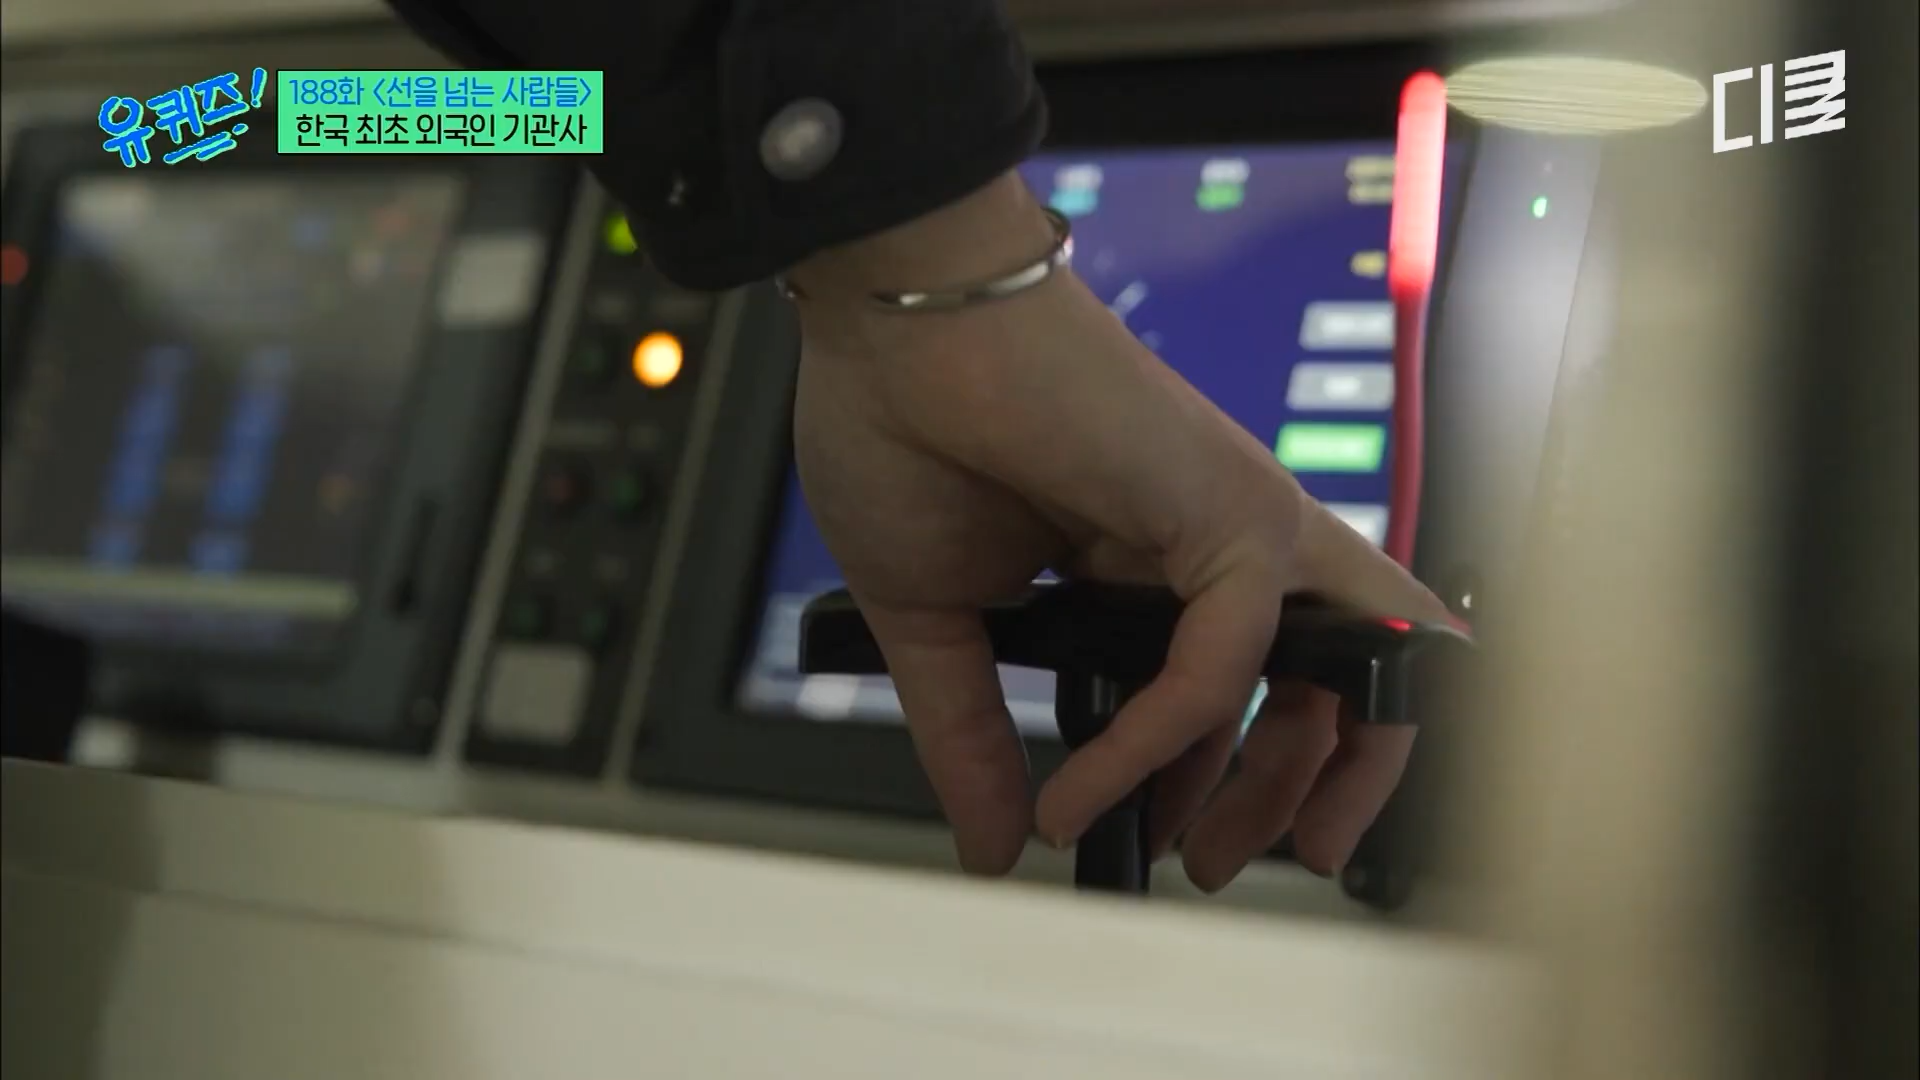 유퀴즈!
188화 <선을 넘는 사람들>
한국 최초 외국인 기관사
디클